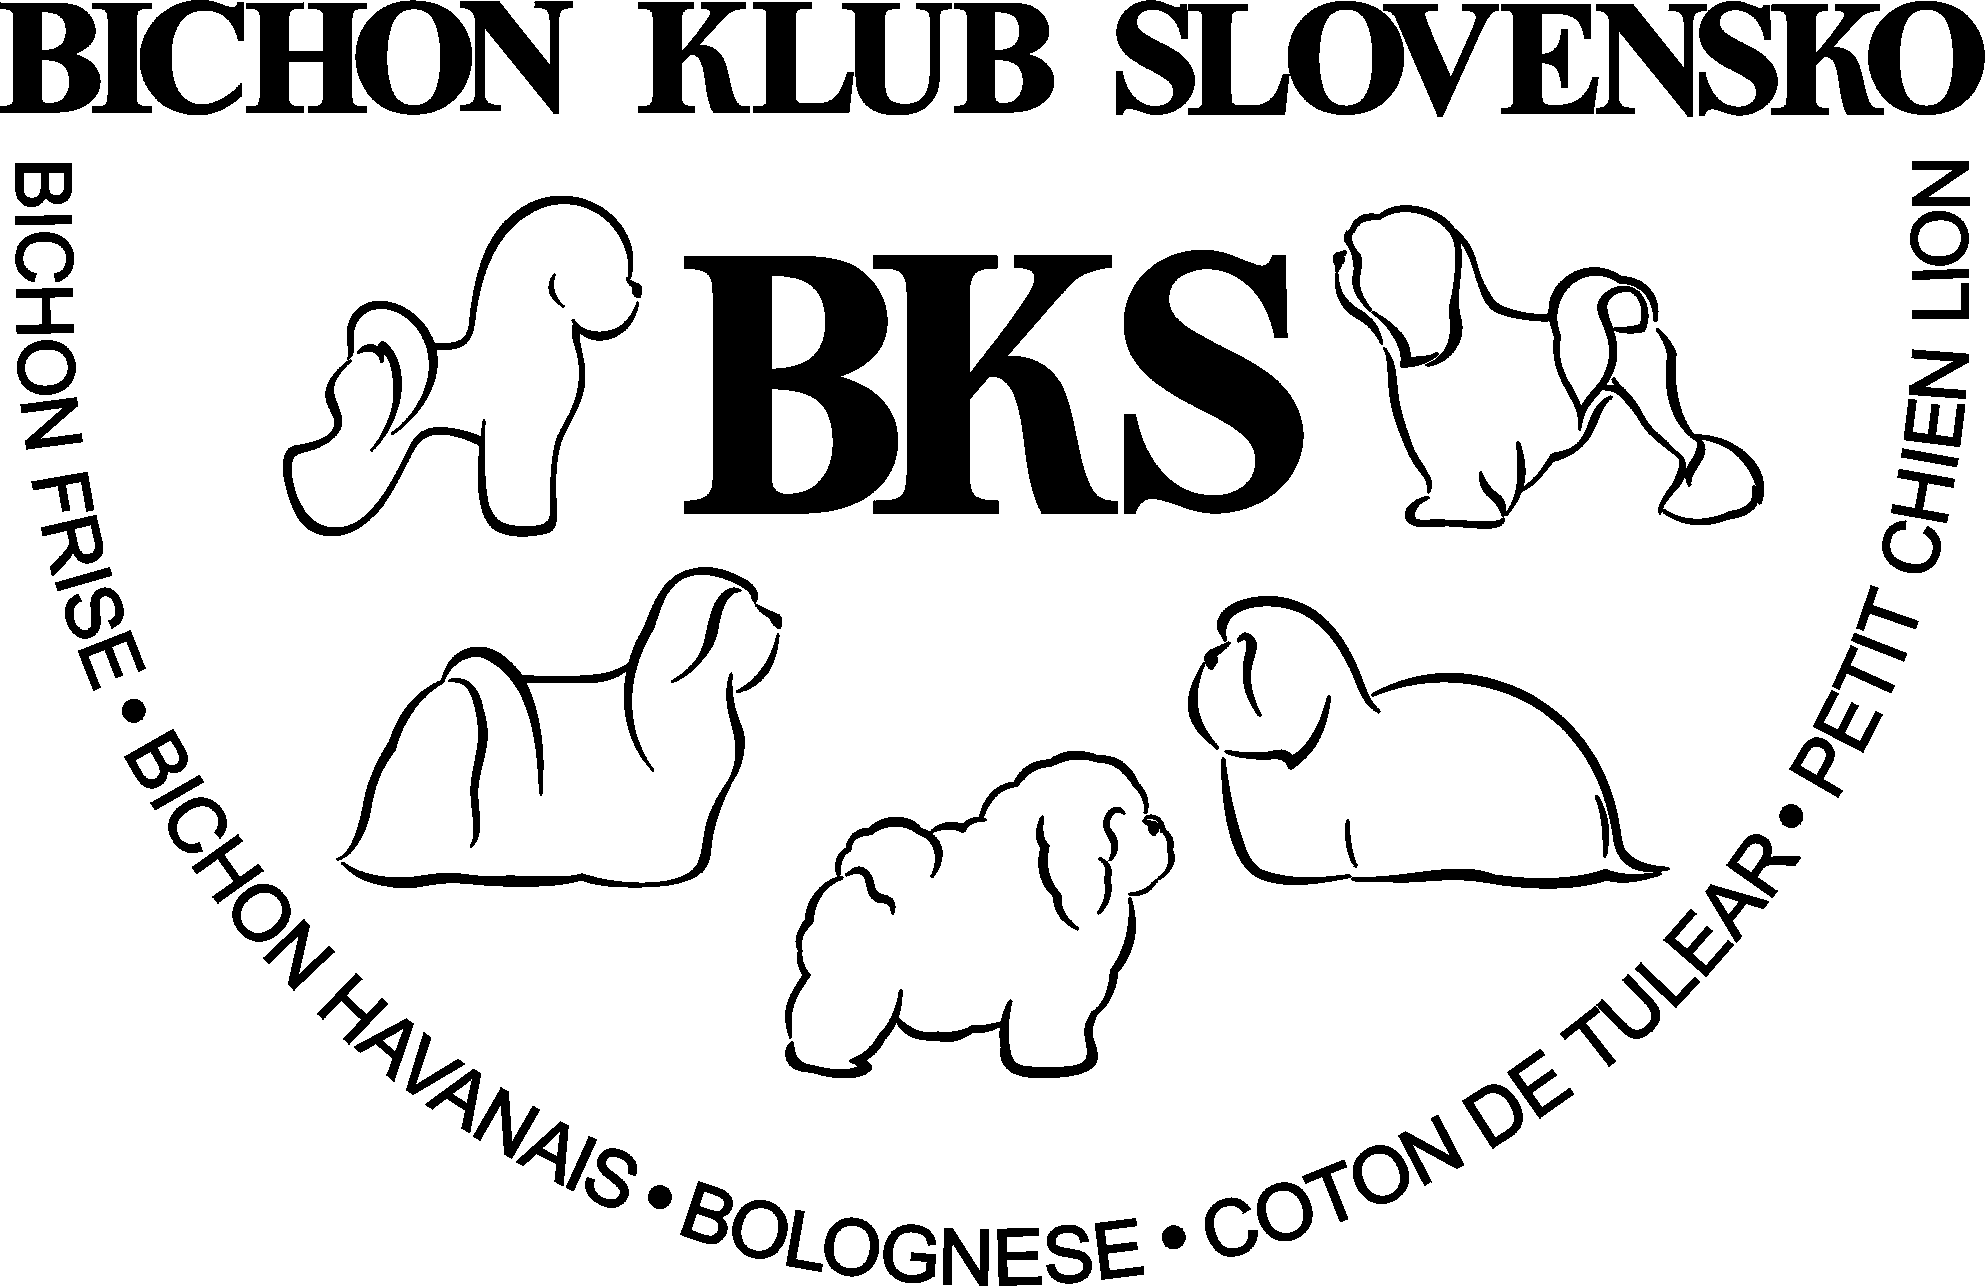 BICHON KLUB SLOVENSKO
BKS
BICHON FRISE • BICHON HAVANAIS • BOLOGNESE • COTON DE TULEAR • PETIT CHIEN LION